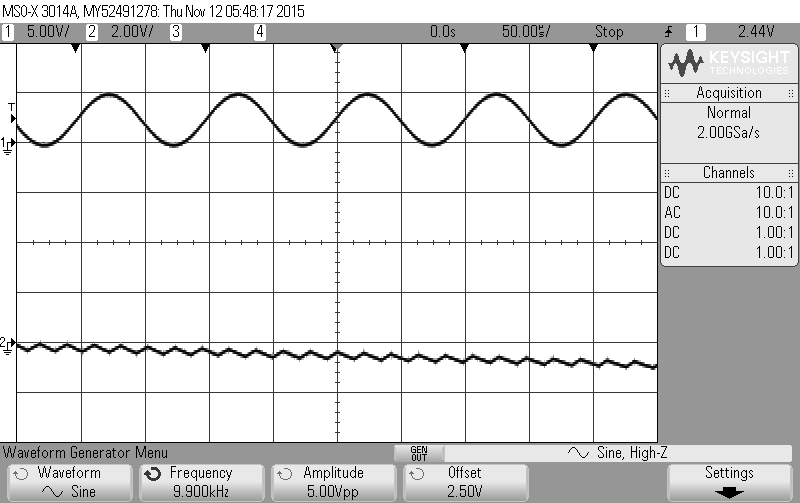 MSO-X 3014A, MY52491278: Thu Nov 12 05:48:17 2015
1 5.00V/ 2 2.00V/ 3 4 0.0s 50.00µs/ Stop 1 2.44V
KEYSIGHT
TECHNOLOGIES
Acquisition
Normal
2.00GSa/s
Channels
DC 10.0:1
AC 10.0:1
DC 1.00:1
DC 1.00:1
T
1
2
Waveform Generator Menu GEN OUT Sine, High-Z
Waveform Frequency Amplitude Offset Settings
Sine 9.900kHz 5.00Vpp 2.50V